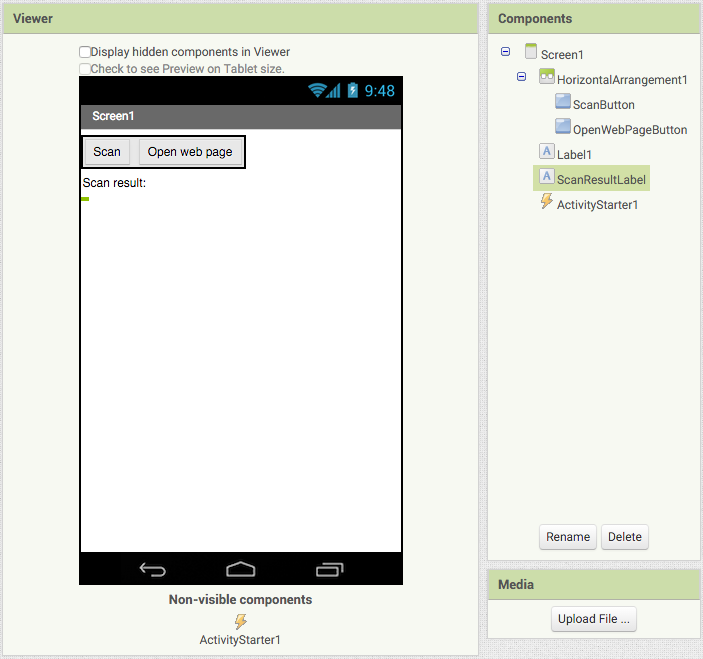 Viewer
Display hidden components in Viewer
Check to see Preview on Tablet size.
9:48
Screen1
Scan
Open web page
Scan result:
Non-visible components
ActivityStarter1
Components
Screen1
HorizontalArrangement1
ScanButton
OpenWebPageButton
A Label1
A ScanResultLabel
ActivityStarter1
Rename
Delete
Media
Upload File ...